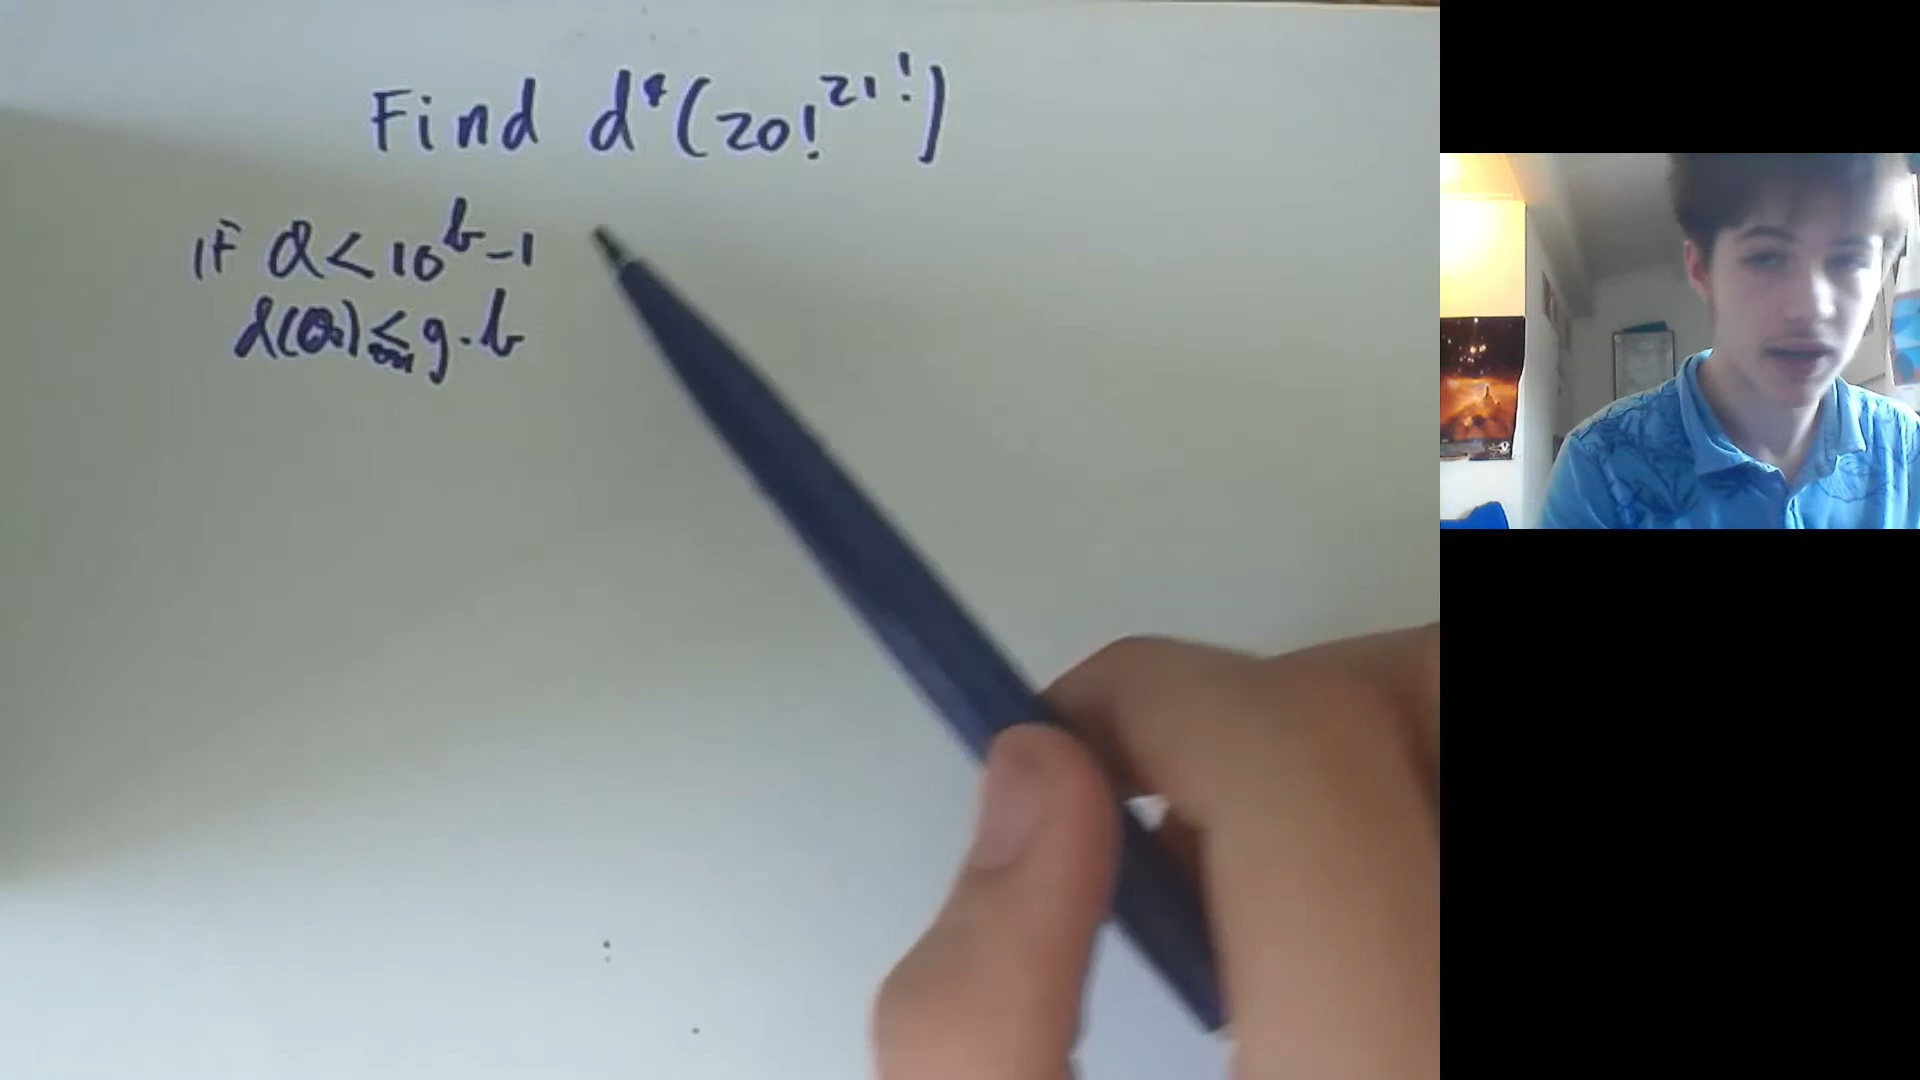 Find d⁴(20!^21!)
IF a < 10^b - 1
d(a) ≤ 9·b